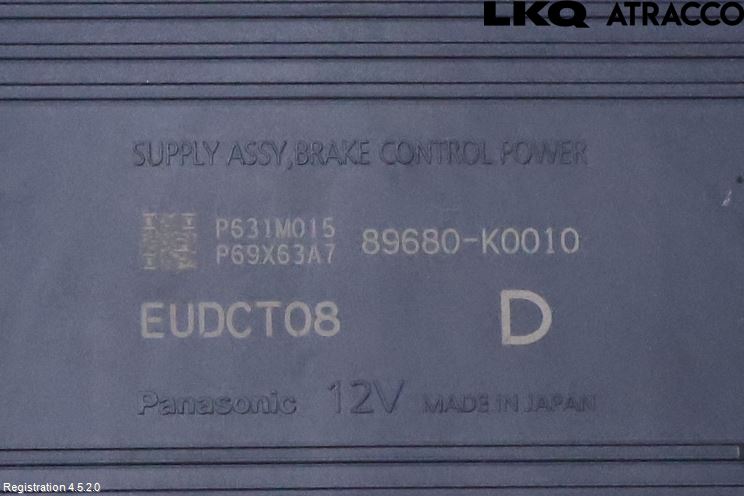 LKQ ATRACCO
SUPPLY ASSY,BRAKE CONTROL POWER
P631M015
P69X63A7
89680-K0010
EUDCT08
D
Panasonic 12V MADE IN JAPAN
Registration 4.5.2.0